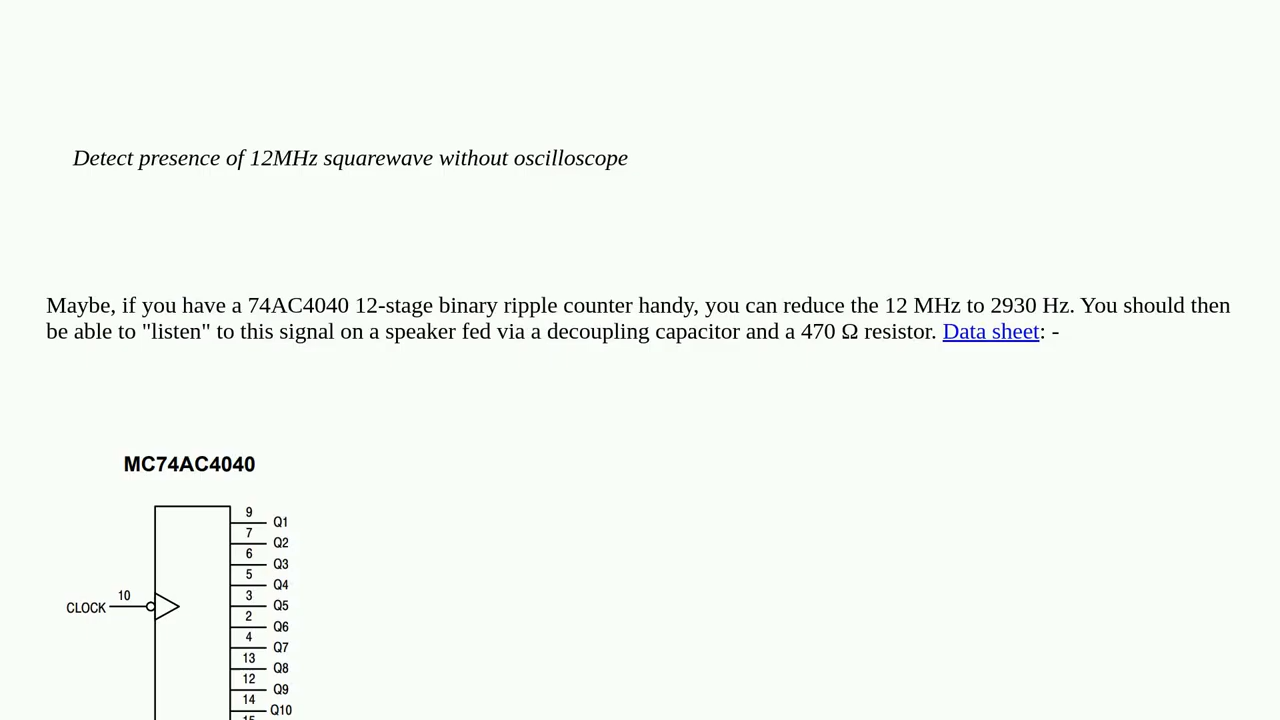 Detect presence of 12MHz squarewave without oscilloscope
Maybe, if you have a 74AC4040 12-stage binary ripple counter handy, you can reduce the 12 MHz to 2930 Hz. You should then
be able to "listen" to this signal on a speaker fed via a decoupling capacitor and a 470 Ω resistor. Data sheet: -
MC74AC4040
9 Q1
7 Q2
6 Q3
5 Q4
CLOCK 10
3 Q5
2 Q6
4 Q7
13 Q8
12 Q9
14 Q10
15